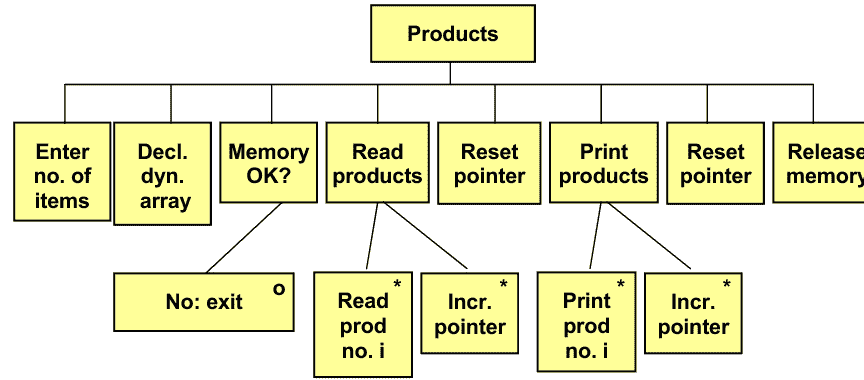 Products
Enter
no. of
items
Decl.
dyn.
array
Memory
OK?
Read
products
Reset
pointer
Print
products
Reset
pointer
Release
memory
No: exit o
Read *
prod
no. i
Incr. *
pointer
Print *
prod
no. i
Incr. *
pointer